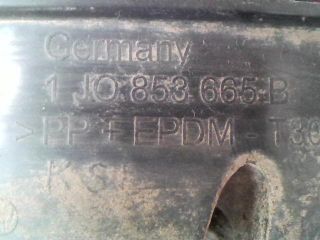 Germany
1 JO 853 665 B
>PP + EPDM - T30